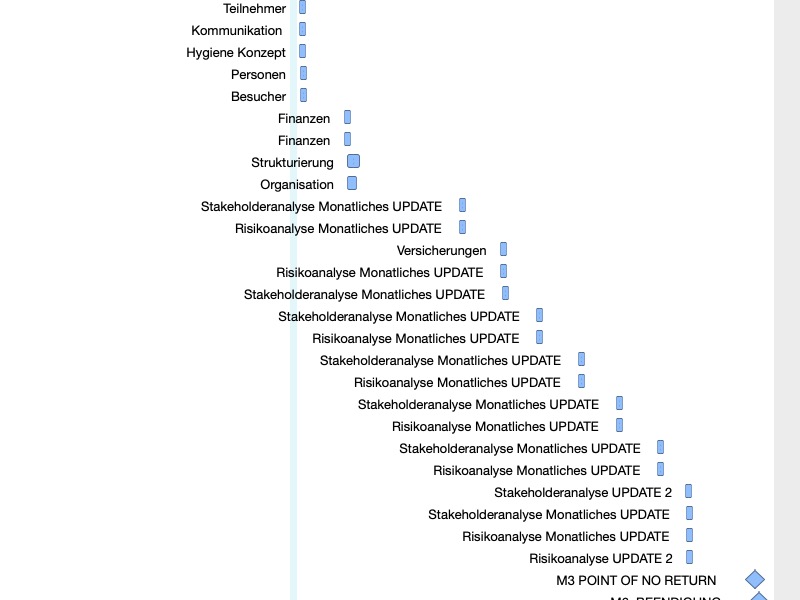 Teilnehmer
Kommunikation
Hygiene Konzept
Personen
Besucher
Finanzen
Finanzen
Strukturierung
Organisation
Stakeholderanalyse Monatliches UPDATE
Risikoanalyse Monatliches UPDATE
Versicherungen
Risikoanalyse Monatliches UPDATE
Stakeholderanalyse Monatliches UPDATE
Stakeholderanalyse Monatliches UPDATE
Risikoanalyse Monatliches UPDATE
Stakeholderanalyse Monatliches UPDATE
Risikoanalyse Monatliches UPDATE
Stakeholderanalyse Monatliches UPDATE
Risikoanalyse Monatliches UPDATE
Stakeholderanalyse Monatliches UPDATE
Risikoanalyse Monatliches UPDATE
Stakeholderanalyse UPDATE 2
Stakeholderanalyse Monatliches UPDATE
Risikoanalyse Monatliches UPDATE
Risikoanalyse UPDATE 2
M3 POINT OF NO RETURN